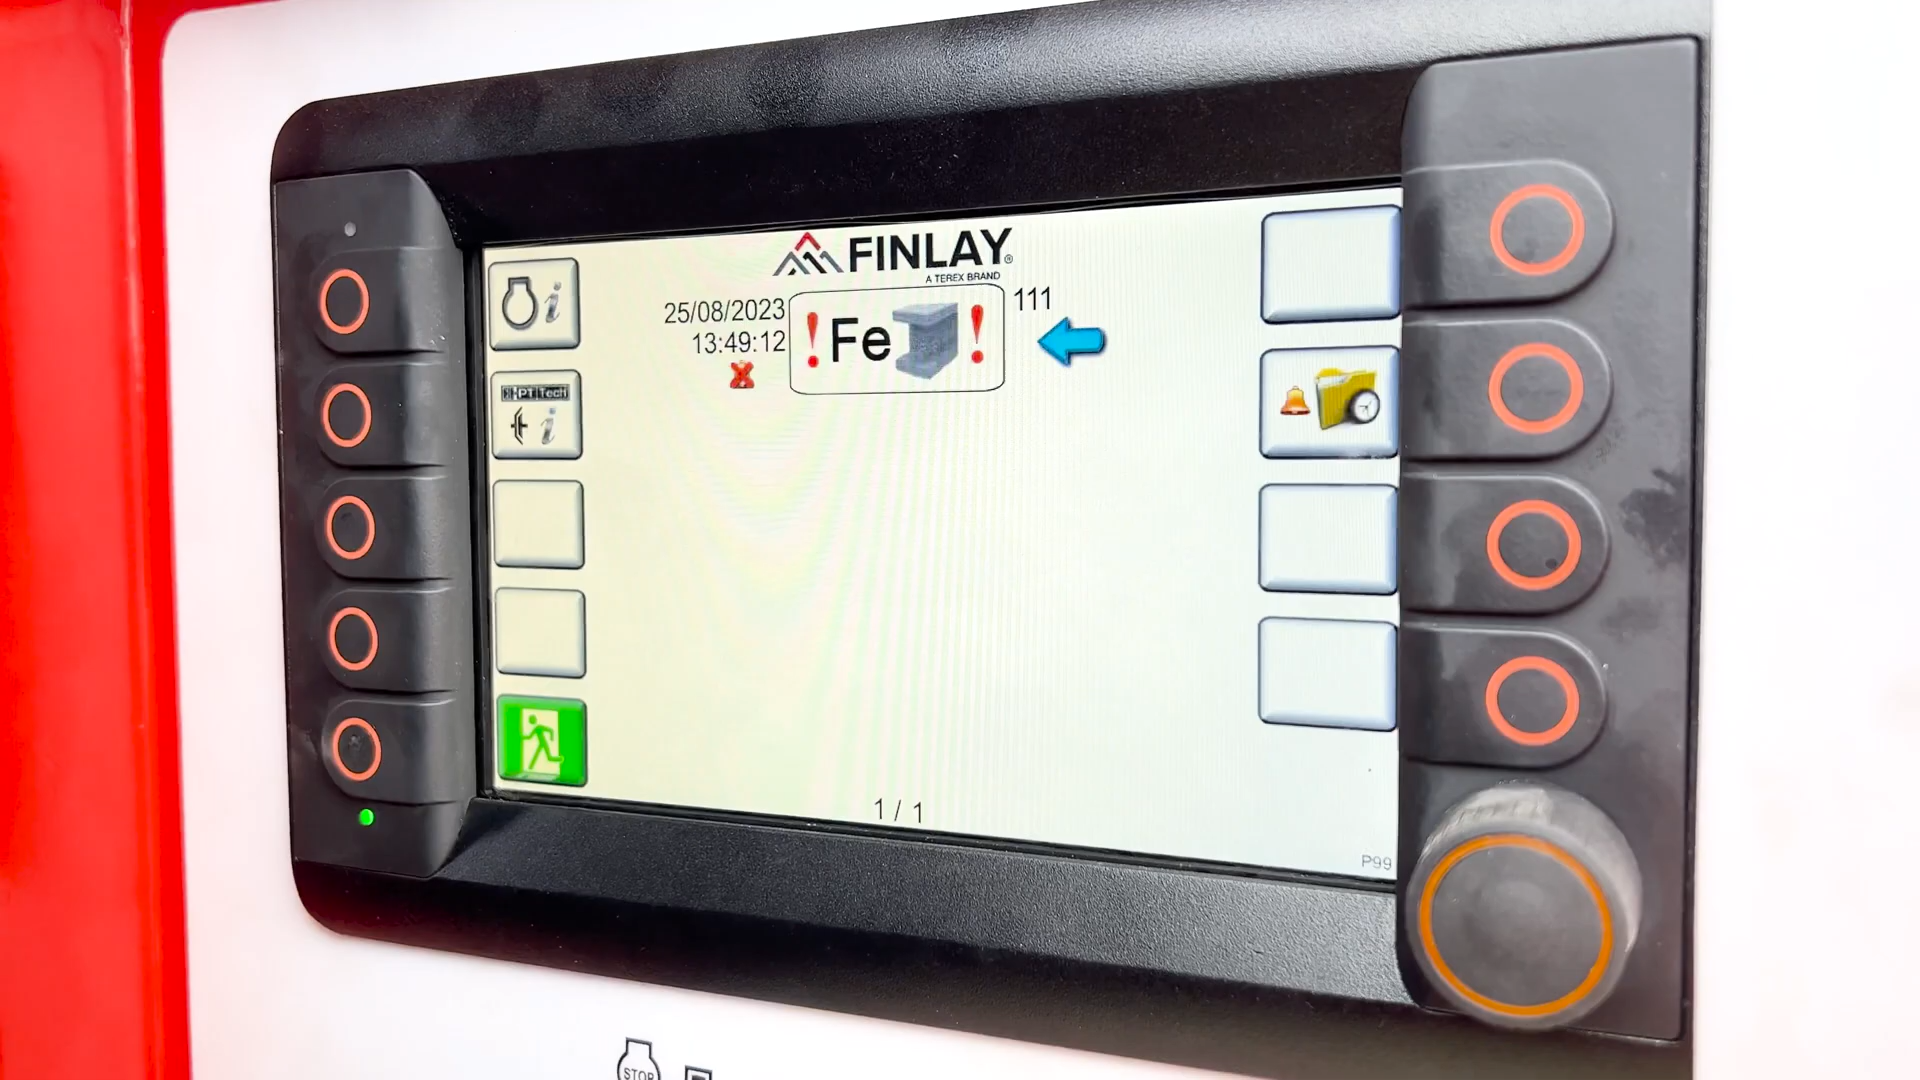 FINLAY®
A TEREX BRAND
25/08/2023
13:49:12
! Fe !
111
PT Tech
1 / 1
P99
STOP